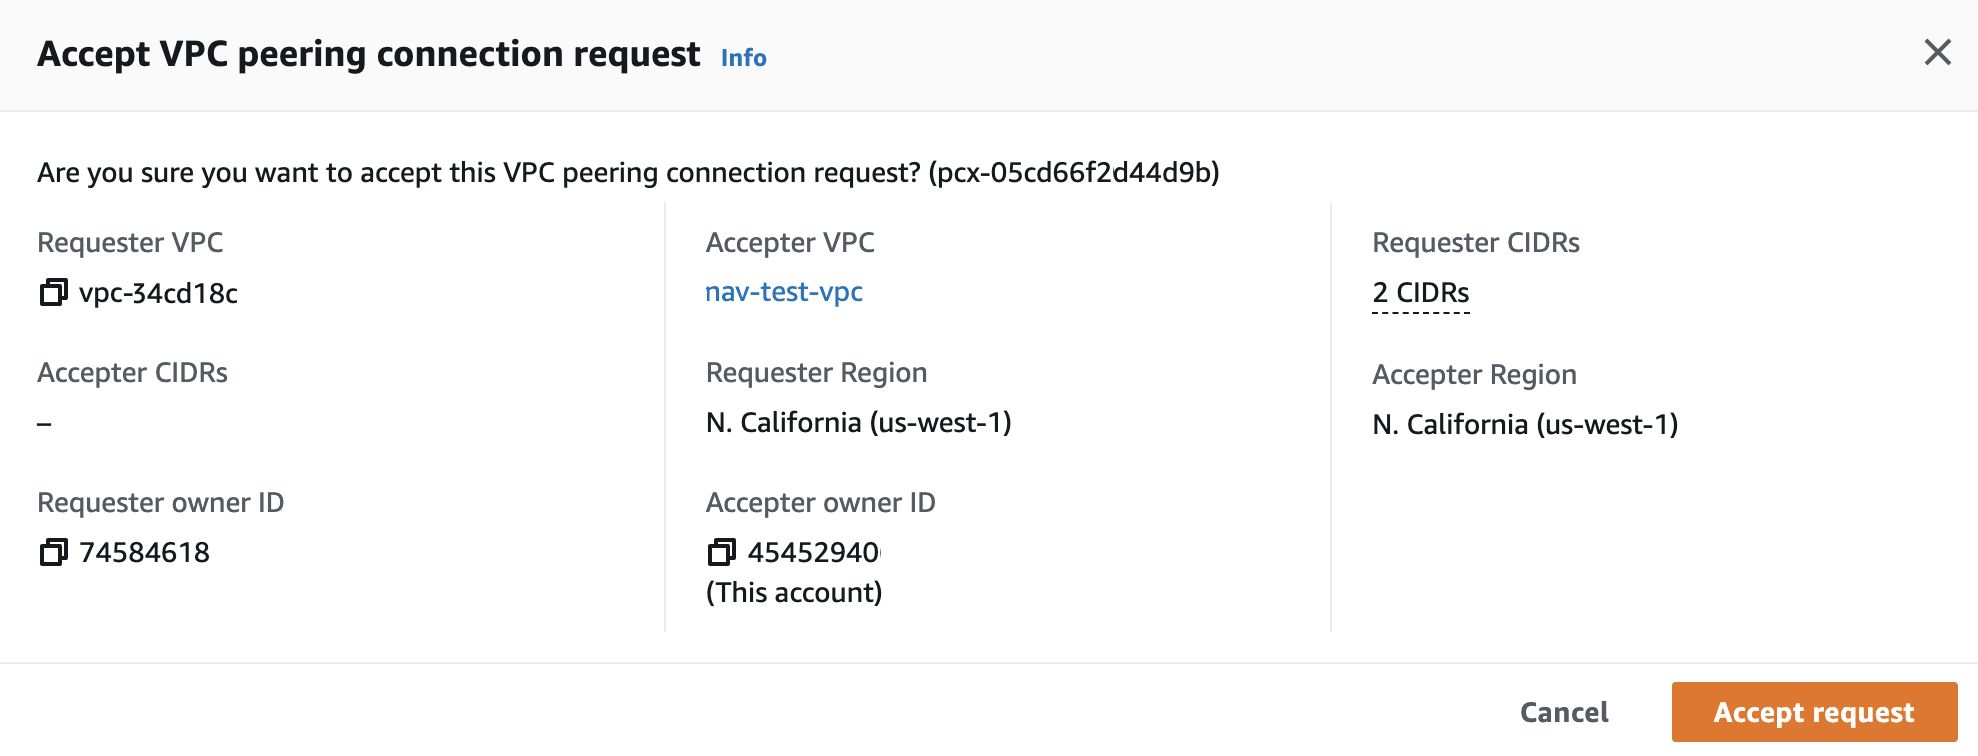 Accept VPC peering connection request Info
Are you sure you want to accept this VPC peering connection request? (pcx-05cd66f2d44d9b)
Requester VPC
vpc-34cd18c
Accepter VPC
nav-test-vpc
Requester CIDRs
2 CIDRs
Accepter CIDRs
–
Requester Region
N. California (us-west-1)
Accepter Region
N. California (us-west-1)
Requester owner ID
74584618
Accepter owner ID
45452940
(This account)
Cancel
Accept request